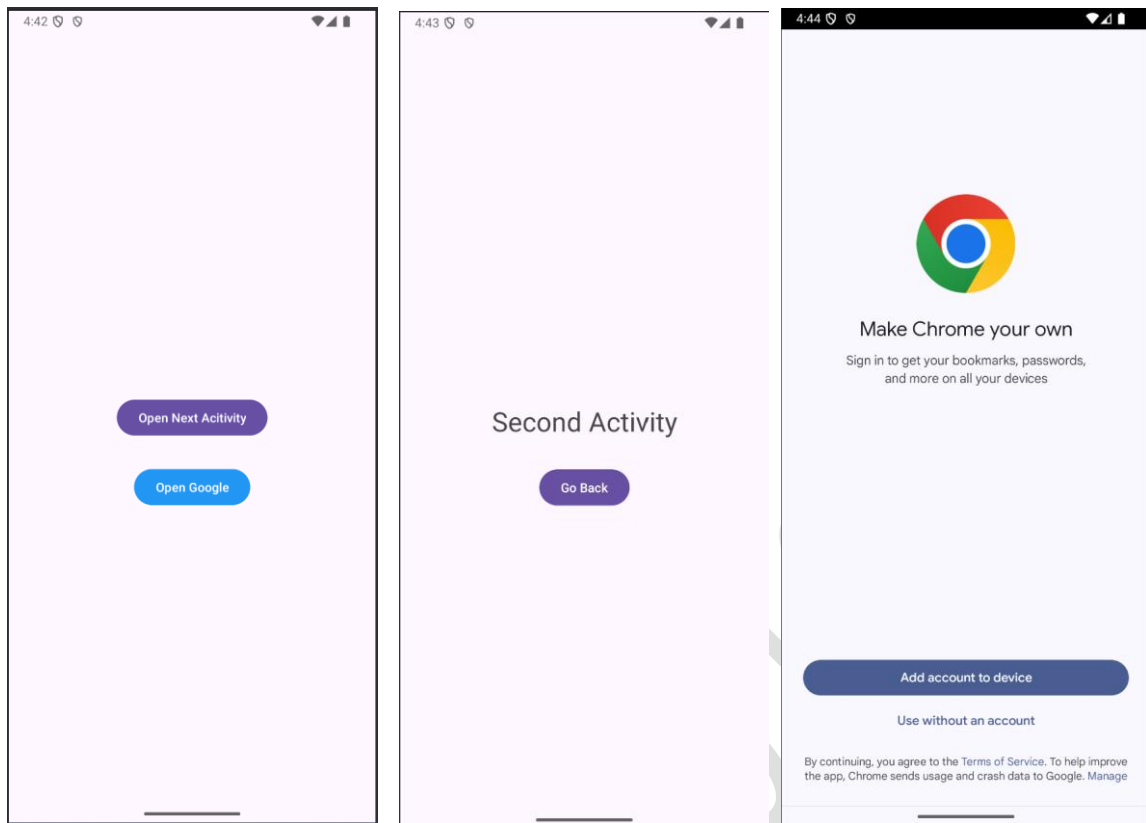 4:42
Open Next Acitivity
Open Google
4:43
Second Activity
Go Back
4:44
Make Chrome your own
Sign in to get your bookmarks, passwords,
and more on all your devices
Add account to device
Use without an account
By continuing, you agree to the Terms of Service. To help improve
the app, Chrome sends usage and crash data to Google. Manage